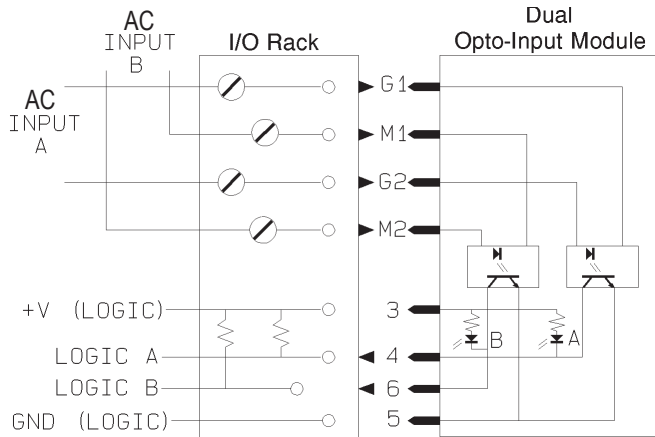 Dual
Opto-Input Module
AC
INPUT
B
I/O Rack
AC
INPUT
A
G1
M1
G2
M2
+V (LOGIC)
3
LOGIC A
4
LOGIC B
6
GND (LOGIC)
5
B
A